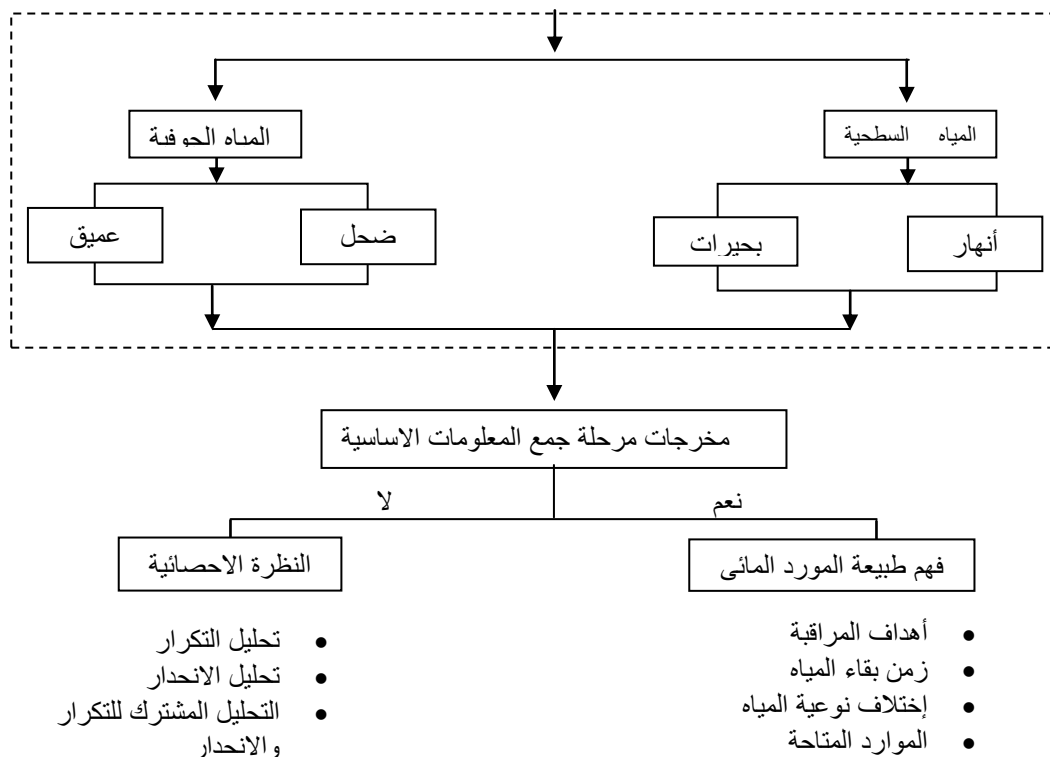 المياه السطحية
المياه الجوفية
أنهار
بحيرات
ضحل
عميق
مخرجات مرحلة جمع المعلومات الاساسية
نعم
لا
فهم طبيعة المورد المائى
النظرة الاحصائية
• أهداف المراقبة
• زمن بقاء المياه
• إختلاف نوعية المياه
• الموارد المتاحة
• تحليل التكرار
• تحليل الانحدار
• التحليل المشترك للتكرار
والانحدار